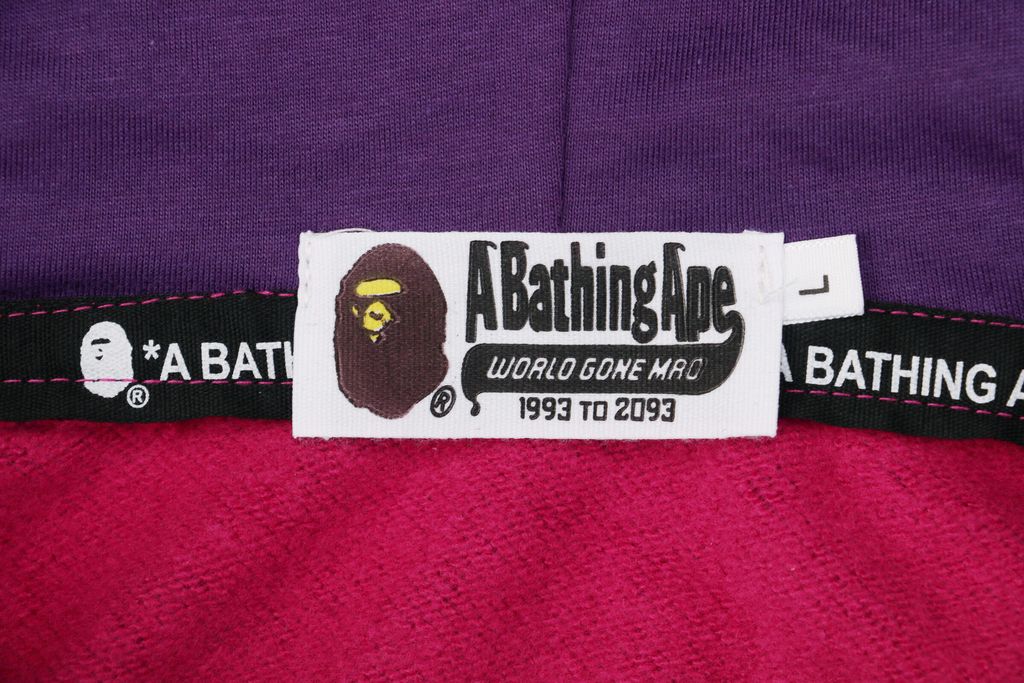 A Bathing Ape
WORLD GONE MAD
1993 TO 2093
®
L
*A BATH
®
A BATHING A